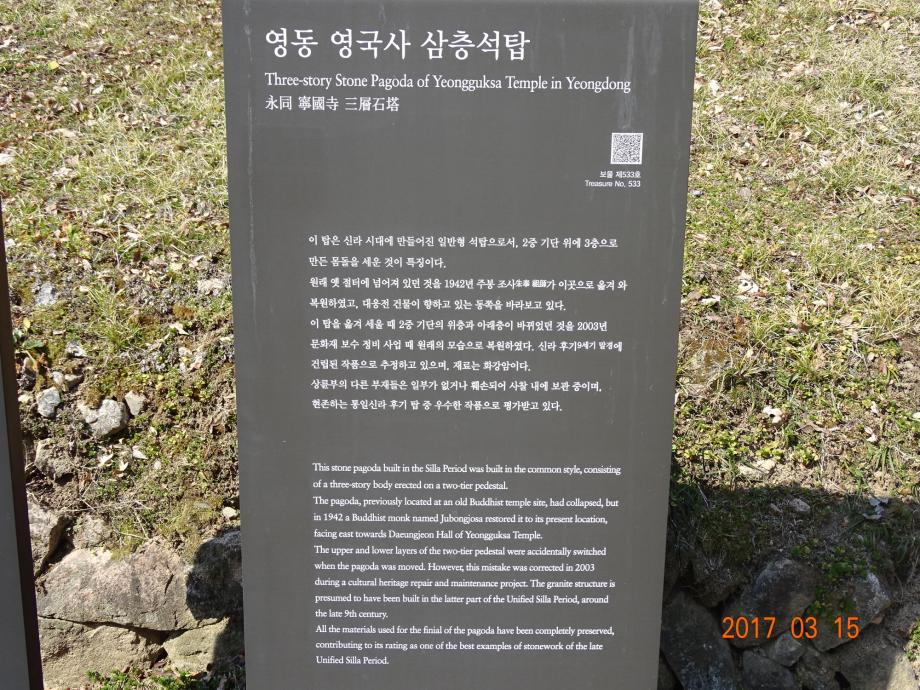 영동 영국사 삼층석탑
Three-story Stone Pagoda of Yeongguksa Temple in Yeongdong
永同 寧國寺 三層石塔
보물 제533호
Treasure No. 533
이 탑은 신라 시대에 만들어진 일반형 석탑으로서, 2중 기단 위에 3층으로
만든 몸돌을 세운 것이 특징이다.
원래 옛 절터에 넘어져 있던 것을 1942년 주봉 조사朱奉 祖師가 이곳으로 옮겨 와
복원하였고, 대웅전 건물이 향하고 있는 동쪽을 바라보고 있다.
이 탑을 옮겨 세울 때 2중 기단의 위층과 아래층이 바뀌었던 것을 2003년
문화재 보수 정비 사업 때 원래의 모습으로 복원하였다. 신라 후기9세기 말경에
건립된 작품으로 추정하고 있으며, 재료는 화강암이다.
상륜부의 다른 부재들은 일부가 없거나 훼손되어 사찰 내에 보관 중이며,
현존하는 통일신라 후기 탑 중 우수한 작품으로 평가받고 있다.
This stone pagoda built in the Silla Period was built in the common style, consisting
of a three-story body erected on a two-tier pedestal.
The pagoda, previously located at an old Buddhist temple site, had collapsed, but
in 1942 a Buddhist monk named Jubongjosa restored it to its present location,
facing east towards Daeungjeon Hall of Yeongguksa Temple.
The upper and lower layers of the two-tier pedestal were accidentally switched
when the pagoda was moved. However, this mistake was corrected in 2003
during a cultural heritage repair and maintenance project. The granite structure is
presumed to have been built in the latter part of the Unified Silla Period, around
the late 9th century.
All the materials used for the finial of the pagoda have been completely preserved,
contributing to its rating as one of the best examples of stonework of the late
Unified Silla Period.
2017 03 15